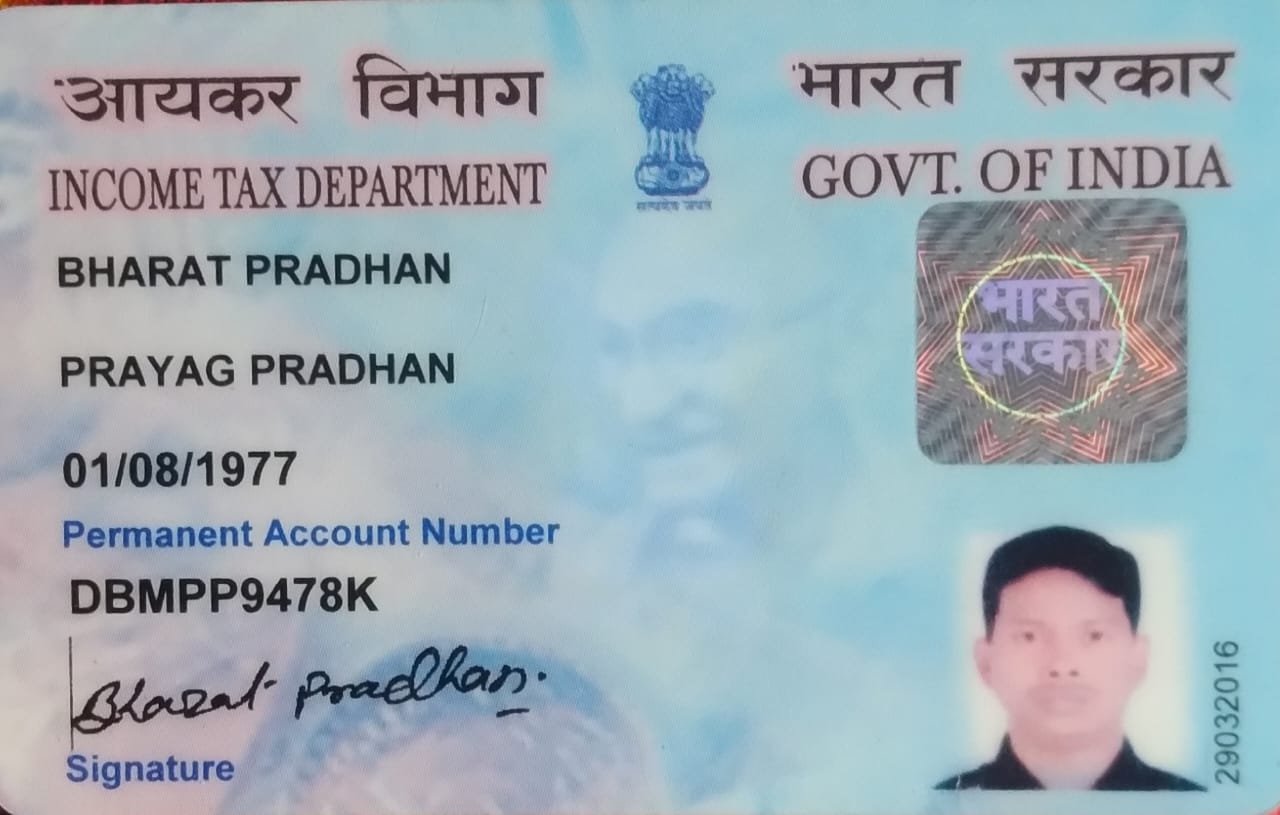 आयकर विभाग
INCOME TAX DEPARTMENT
भारत सरकार
GOVT. OF INDIA
सत्यमेव जयते
BHARAT PRADHAN
PRAYAG PRADHAN
01/08/1977
Permanent Account Number
DBMPP9478K
Bharat Pradhan.
Signature
भारत
सरकार
29032016